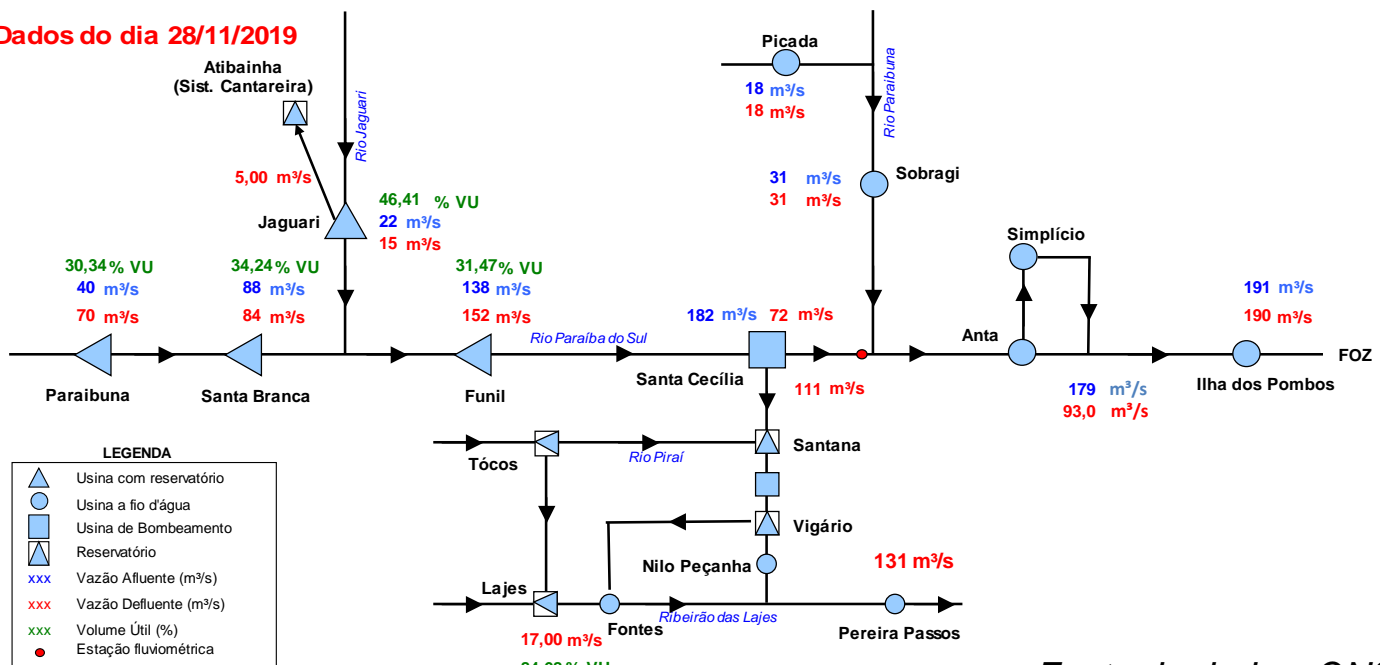 Dados do dia 28/11/2019
Atibainha
(Sist. Cantareira)
Rio Jaguari
5,00 m³/s
Jaguari
46,41 % VU
22 m³/s
15 m³/s
Picada
18 m³/s
18 m³/s
Rio Paraibuna
31 m³/s
31 m³/s
Sobragi
Simplício
30,34 % VU
40 m³/s
70 m³/s
Paraibuna
34,24 % VU
88 m³/s
84 m³/s
Santa Branca
31,47 % VU
138 m³/s
152 m³/s
Funil
Rio Paraíba do Sul
182 m³/s 72 m³/s
Santa Cecília
111 m³/s
Anta
179 m³/s
93,0 m³/s
191 m³/s
190 m³/s
Ilha dos Pombos
FOZ
Tócos
Rio Piraí
Santana
Vigário
Nilo Peçanha
131 m³/s
Lajes
17,00 m³/s
Fontes
Ribeirão das Lajes
Pereira Passos
LEGENDA
Usina com reservatório
Usina a fio d'água
Usina de Bombeamento
Reservatório
xxx Vazão Afluente (m³/s)
xxx Vazão Defluente (m³/s)
xxx Volume Útil (%)
Estação fluviométrica